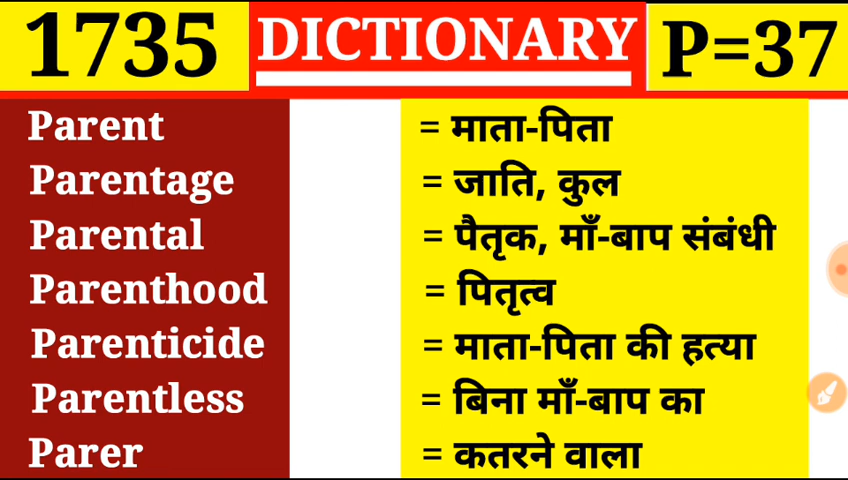 1735 DICTIONARY P=37
Parent = माता-पिता
Parentage = जाति, कुल
Parental = पैतृक, माँ-बाप संबंधी
Parenthood = पितृत्व
Parenticide = माता-पिता की हत्या
Parentless = बिना माँ-बाप का
Parer = कतरने वाला